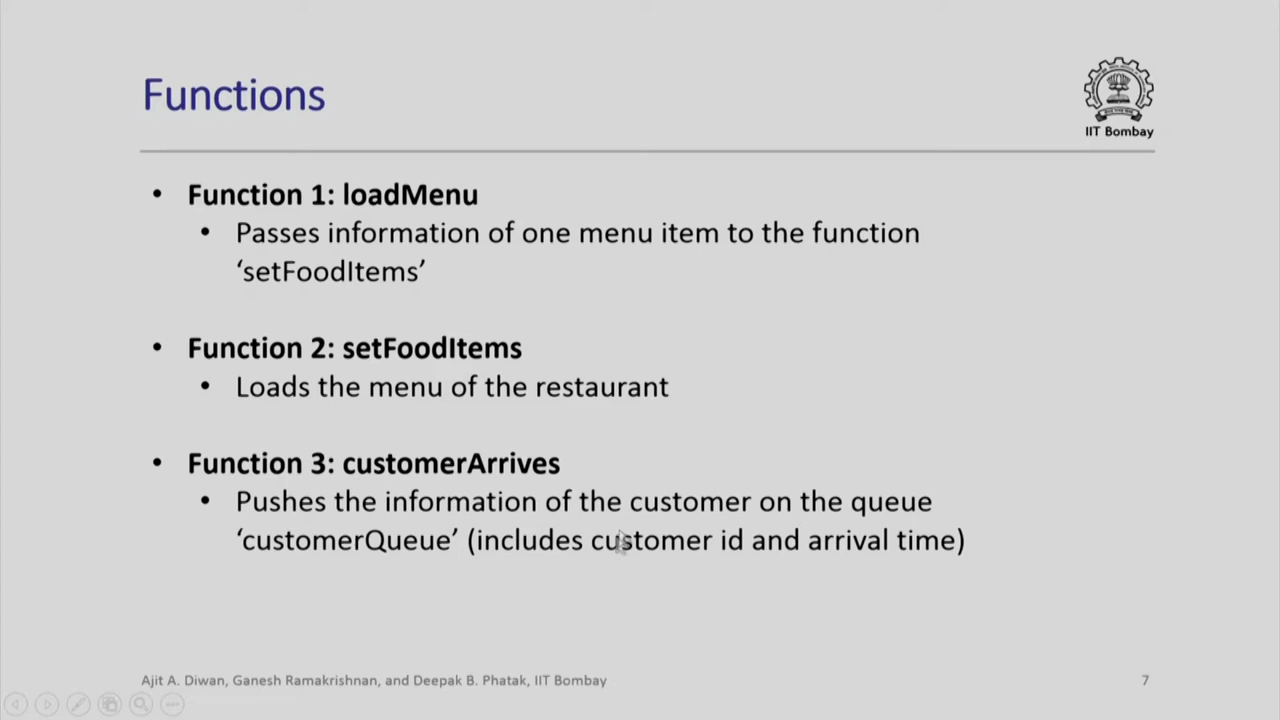 Functions
IIT Bombay
• Function 1: loadMenu
• Passes information of one menu item to the function
‘setFoodItems’
• Function 2: setFoodItems
• Loads the menu of the restaurant
• Function 3: customerArrives
• Pushes the information of the customer on the queue
‘customerQueue’ (includes customer id and arrival time)
Ajit A. Diwan, Ganesh Ramakrishnan, and Deepak B. Phatak, IIT Bombay
7